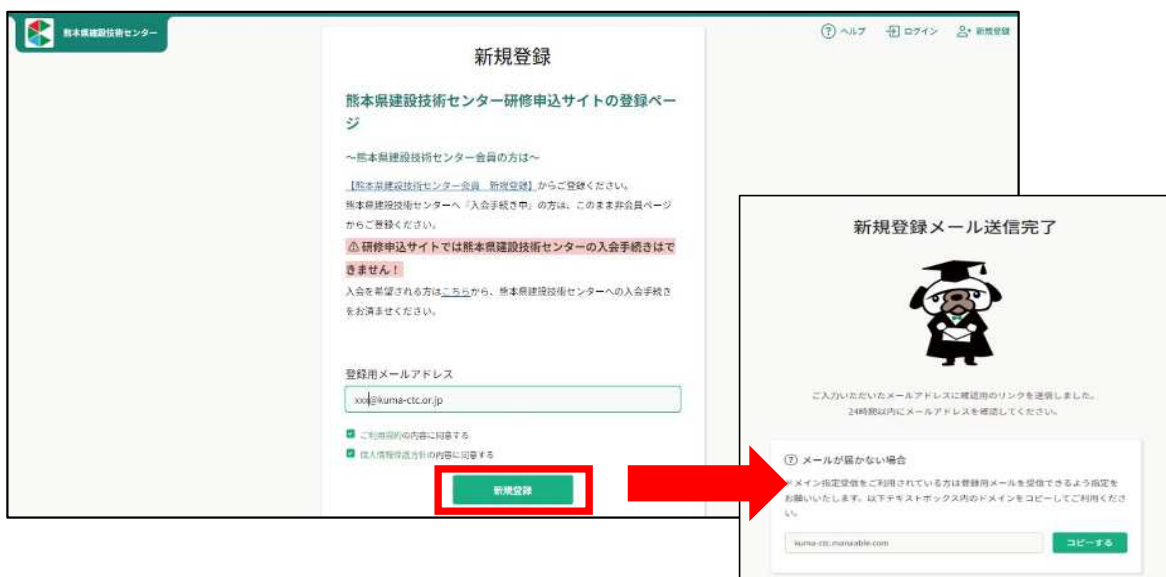 熊本県建設技術センター
ヘルプ ログイン 新規登録
新規登録
熊本県建設技術センター研修申込サイトの登録ペー
ジ
～熊本県建設技術センター会員の方は～
【熊本県建設技術センター会員　新規登録】からご登録ください。
熊本県建設技術センターへ「入会手続き中」の方は、このまま非会員ページ
からご登録ください。
⚠研修申込サイトでは熊本県建設技術センターの入会手続きはで
きません！
入会を希望される方はこちらから、熊本県建設技術センターへの入会手続き
をお済ませください。
登録用メールアドレス
xxx@kuma-ctc.or.jp
ご利用規約の内容に同意する
個人情報保護方針の内容に同意する
新規登録
新規登録メール送信完了
ご入力いただいたメールアドレスに確認用のリンクを送信しました。
24時間以内にメールアドレスを確認してください。
? メールが届かない場合
ドメイン指定受信をご利用されている方は登録用メールを受信できるよう指定を
お願いいたします。以下テキストボックス内のドメインをコピーしてご利用くださ
い。
kuma-ctc.manaable.com
コピーする